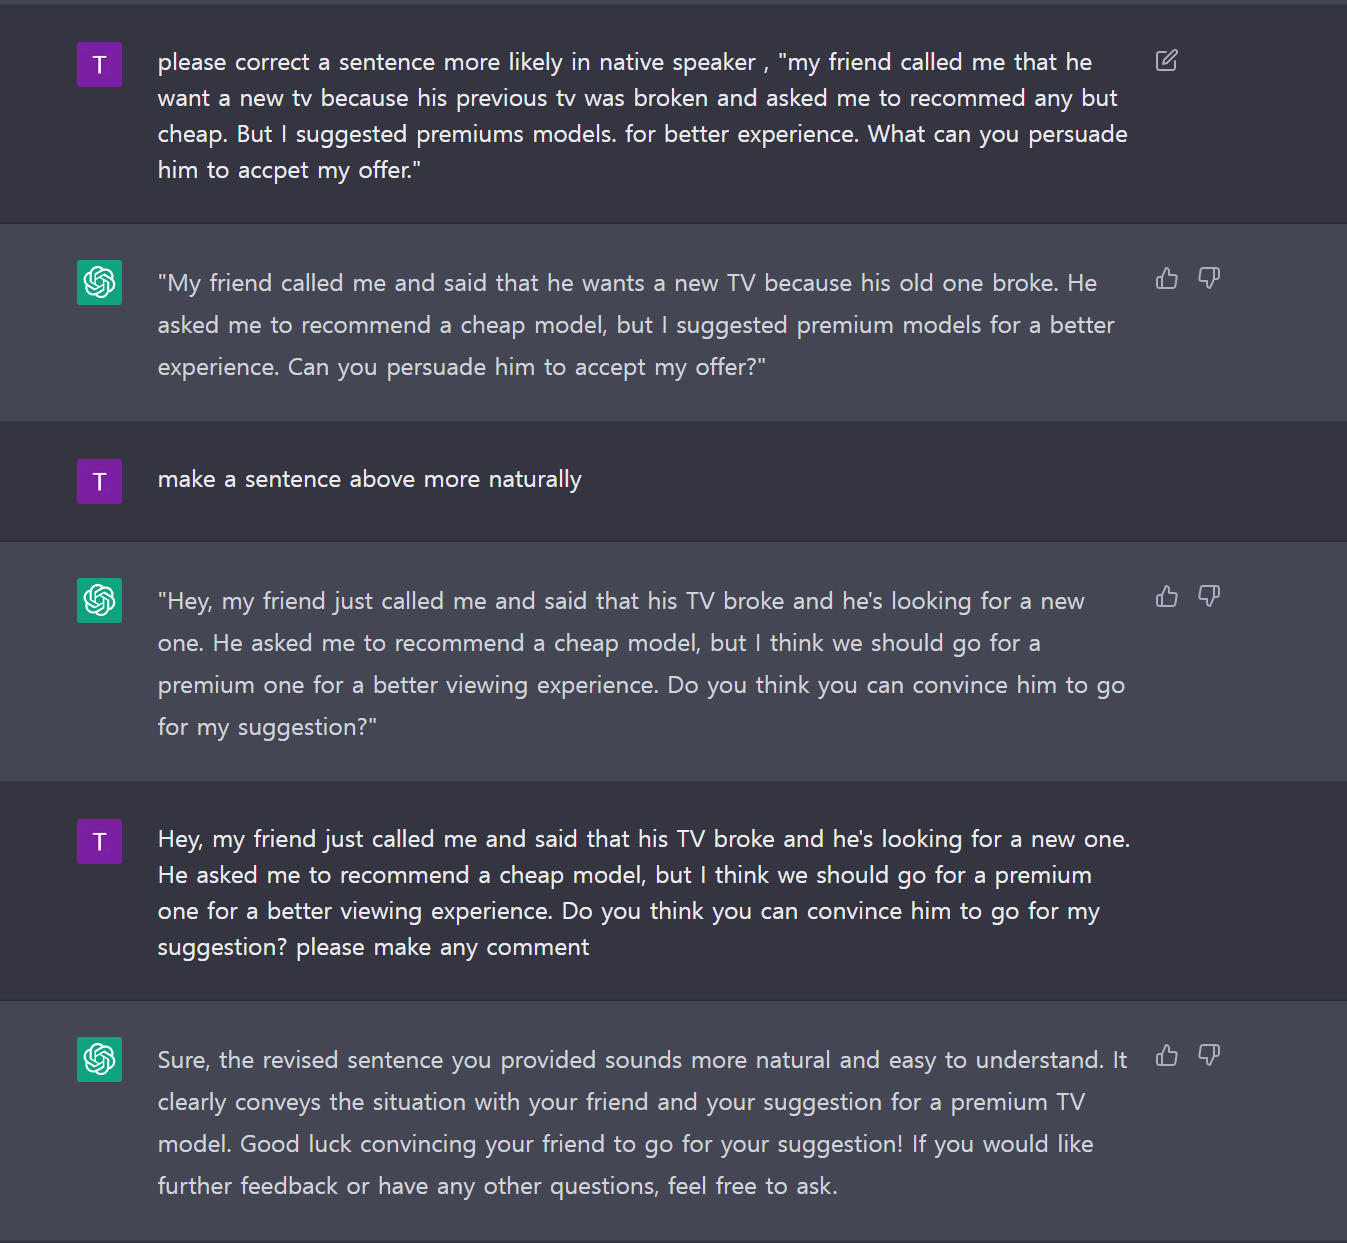 T
please correct a sentence more likely in native speaker , "my friend called me that he
want a new tv because his previous tv was broken and asked me to recommed any but
cheap. But I suggested premiums models. for better experience. What can you persuade
him to accpet my offer."
"My friend called me and said that he wants a new TV because his old one broke. He
asked me to recommend a cheap model, but I suggested premium models for a better
experience. Can you persuade him to accept my offer?"
T
make a sentence above more naturally
"Hey, my friend just called me and said that his TV broke and he's looking for a new
one. He asked me to recommend a cheap model, but I think we should go for a
premium one for a better viewing experience. Do you think you can convince him to go
for my suggestion?"
T
Hey, my friend just called me and said that his TV broke and he's looking for a new one.
He asked me to recommend a cheap model, but I think we should go for a premium
one for a better viewing experience. Do you think you can convince him to go for my
suggestion? please make any comment
Sure, the revised sentence you provided sounds more natural and easy to understand. It
clearly conveys the situation with your friend and your suggestion for a premium TV
model. Good luck convincing your friend to go for your suggestion! If you would like
further feedback or have any other questions, feel free to ask.